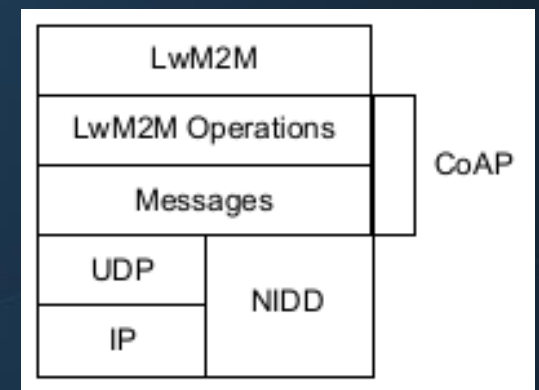 LwM2M
LwM2M Operations
CoAP
Messages
UDP
NIDD
IP